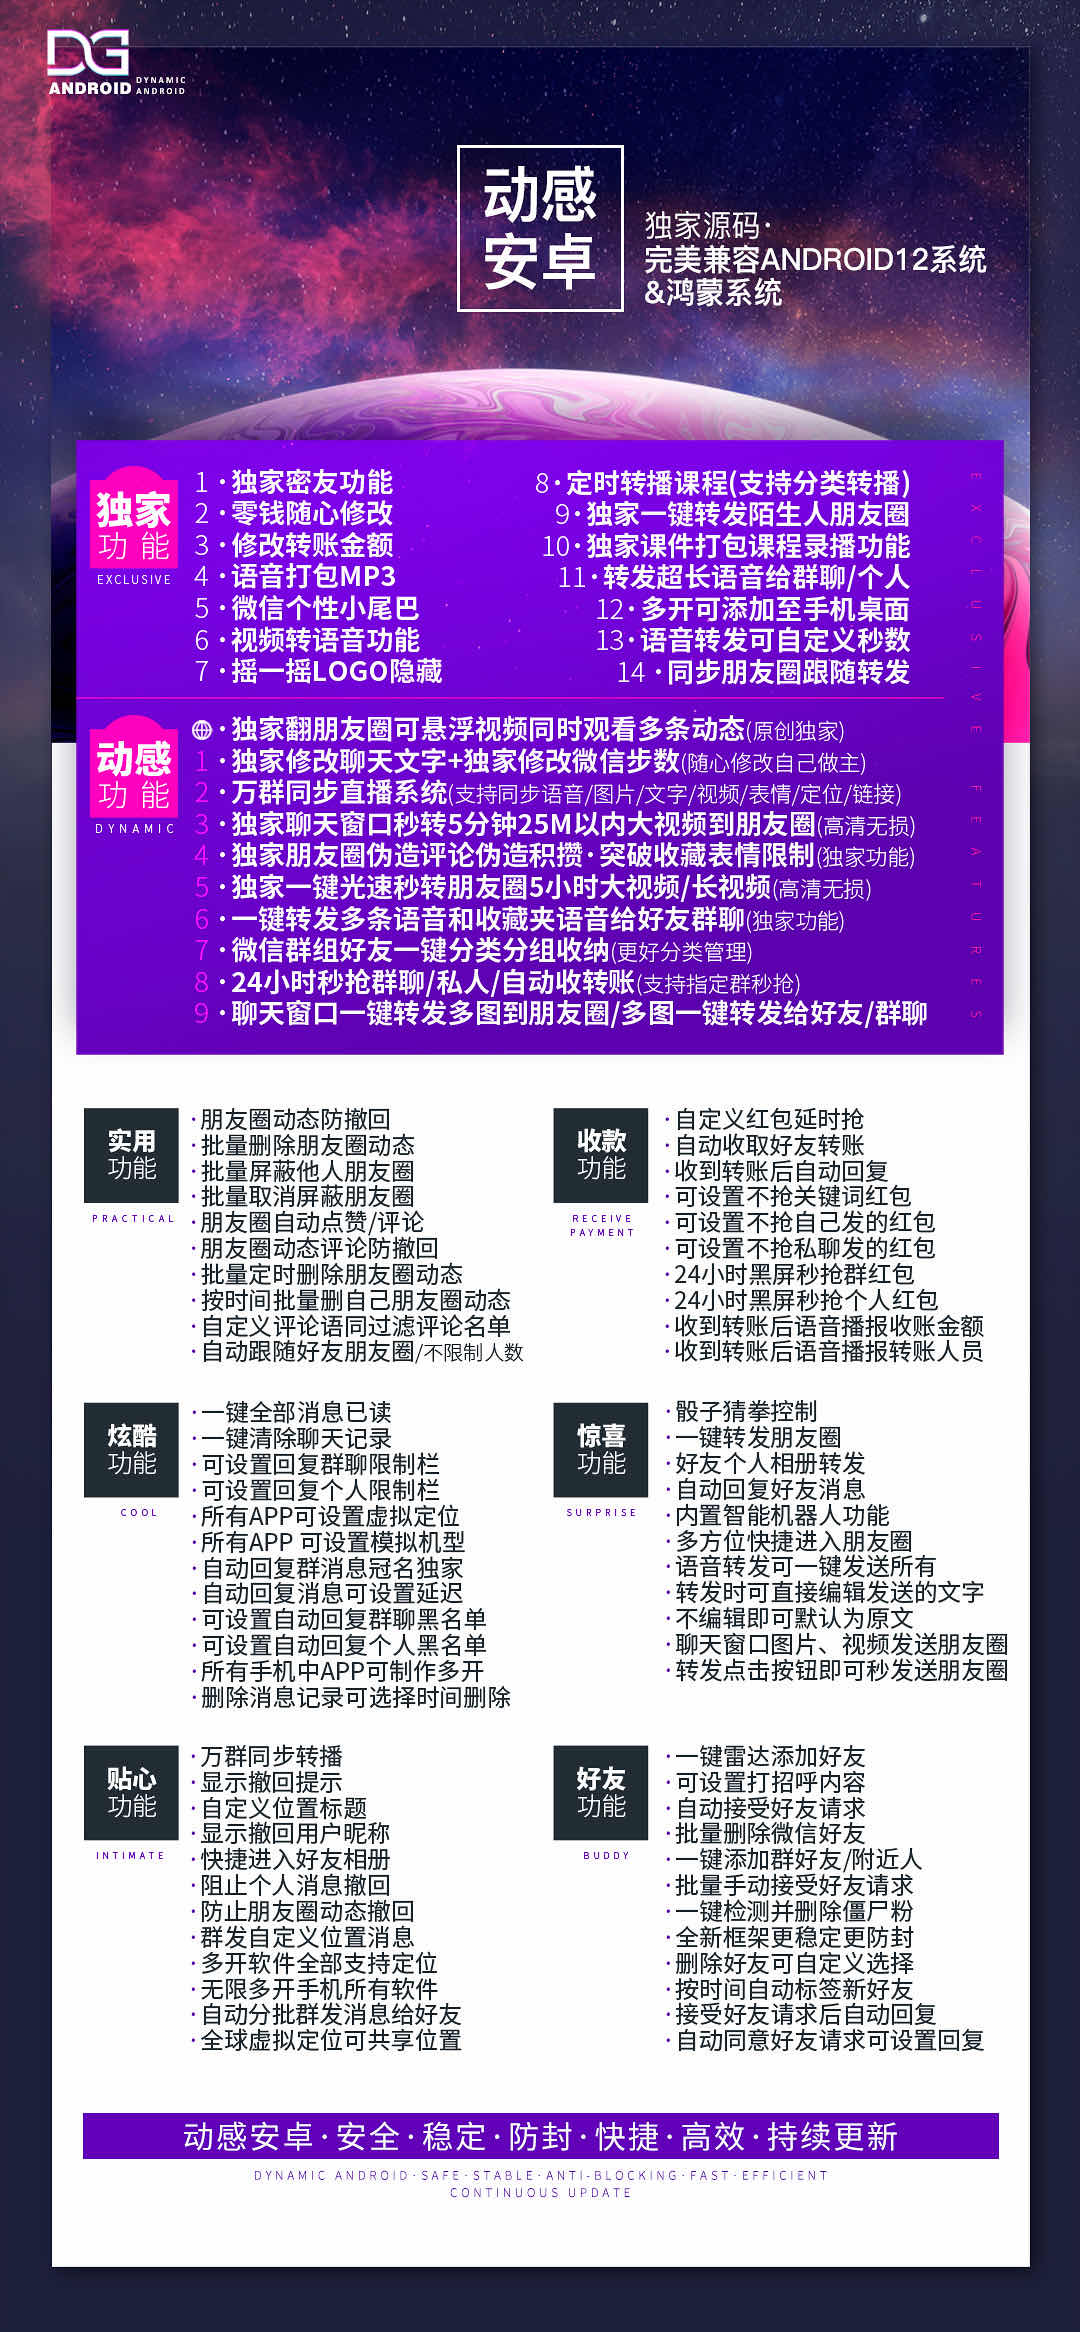 DG
ANDROID DYNAMIC ANDROID
动感
安卓
独家源码·
完美兼容ANDROID12系统
&鸿蒙系统
独家
功 能
EXCLUSIVE
1 ·独家密友功能
2 ·零钱随心修改
3 ·修改转账金额
4 ·语音打包MP3
5 ·微信个性小尾巴
6 ·视频转语音功能
7 ·摇一摇LOGO隐藏
8·定时转播课程(支持分类转播)
9·独家一键转发陌生人朋友圈
10·独家课件打包课程录播功能
11·转发超长语音给群聊/个人
12·多开可添加至手机桌面
13·语音转发可自定义秒数
14 ·同步朋友圈跟随转发
EXCLUSIVE FEATURES
动感
功 能
DYNAMIC
·独家翻朋友圈可悬浮视频同时观看多条动态(原创独家)
1 ·独家修改聊天文字+独家修改微信步数(随心修改自己做主)
2 ·万群同步直播系统(支持同步语音/图片/文字/视频/表情/定位/链接)
3 ·独家聊天窗口秒转5分钟25M以内大视频到朋友圈(高清无损)
4 ·独家朋友圈伪造评论伪造积攒·突破收藏表情限制(独家功能)
5 ·独家一键光速秒转朋友圈5小时大视频/长视频(高清无损)
6 ·一键转发多条语音和收藏夹语音给好友群聊(独家功能)
7 ·微信群组好友一键分类分组收纳(更好分类管理)
8 ·24小时秒抢群聊/私人/自动收转账(支持指定群秒抢)
9 ·聊天窗口一键转发多图到朋友圈/多图一键转发给好友/群聊
实用
功能
PRACTICAL
·朋友圈动态防撤回
·批量删除朋友圈动态
·批量屏蔽他人朋友圈
·批量取消屏蔽朋友圈
·朋友圈自动点赞/评论
·朋友圈动态评论防撤回
·批量定时删除朋友圈动态
·按时间批量删自己朋友圈动态
·自定义评论语同过滤评论名单
·自动跟随好友朋友圈/不限制人数
收款
功能
RECEIVE
PAYMENT
·自定义红包延时抢
·自动收取好友转账
·收到转账后自动回复
·可设置不抢关键词红包
·可设置不抢自己发的红包
·可设置不抢私聊发的红包
·24小时黑屏秒抢群红包
·24小时黑屏秒抢个人红包
·收到转账后语音播报收账金额
·收到转账后语音播报转账人员
炫酷
功能
COOL
·一键全部消息已读
·一键清除聊天记录
·可设置回复群聊限制栏
·可设置回复个人限制栏
·所有APP可设置虚拟定位
·所有APP 可设置模拟机型
·自动回复群消息冠名独家
·自动回复消息可设置延迟
·可设置自动回复群聊黑名单
·可设置自动回复个人黑名单
·所有手机中APP可制作多开
·删除消息记录可选择时间删除
惊喜
功能
SURPRISE
·骰子猜拳控制
·一键转发朋友圈
·好友个人相册转发
·自动回复好友消息
·内置智能机器人功能
·多方位快捷进入朋友圈
·语音转发可一键发送所有
·转发时可直接编辑发送的文字
·不编辑即可默认为原文
·聊天窗口图片、视频发送朋友圈
·转发点击按钮即可秒发送朋友圈
贴心
功能
INTIMATE
·万群同步转播
·显示撤回提示
·自定义位置标题
·显示撤回用户昵称
·快捷进入好友相册
·阻止个人消息撤回
·防止朋友圈动态撤回
·群发自定义位置消息
·多开软件全部支持定位
·无限多开手机所有软件
·自动分批群发消息给好友
·全球虚拟定位可共享位置
好友
功能
BUDDY
·一键雷达添加好友
·可设置打招呼内容
·自动接受好友请求
·批量删除微信好友
·一键添加群好友/附近人
·批量手动接受好友请求
·一键检测并删除僵尸粉
·全新框架更稳定更防封
·删除好友可自定义选择
·按时间自动标签新好友
·接受好友请求后自动回复
·自动同意好友请求可设置回复
动感安卓·安全·稳定·防封·快捷·高效·持续更新
DYNAMIC ANDROID·SAFE·STABLE·ANTI-BLOCKING·FAST·EFFICIENT
CONTINUOUS UPDATE